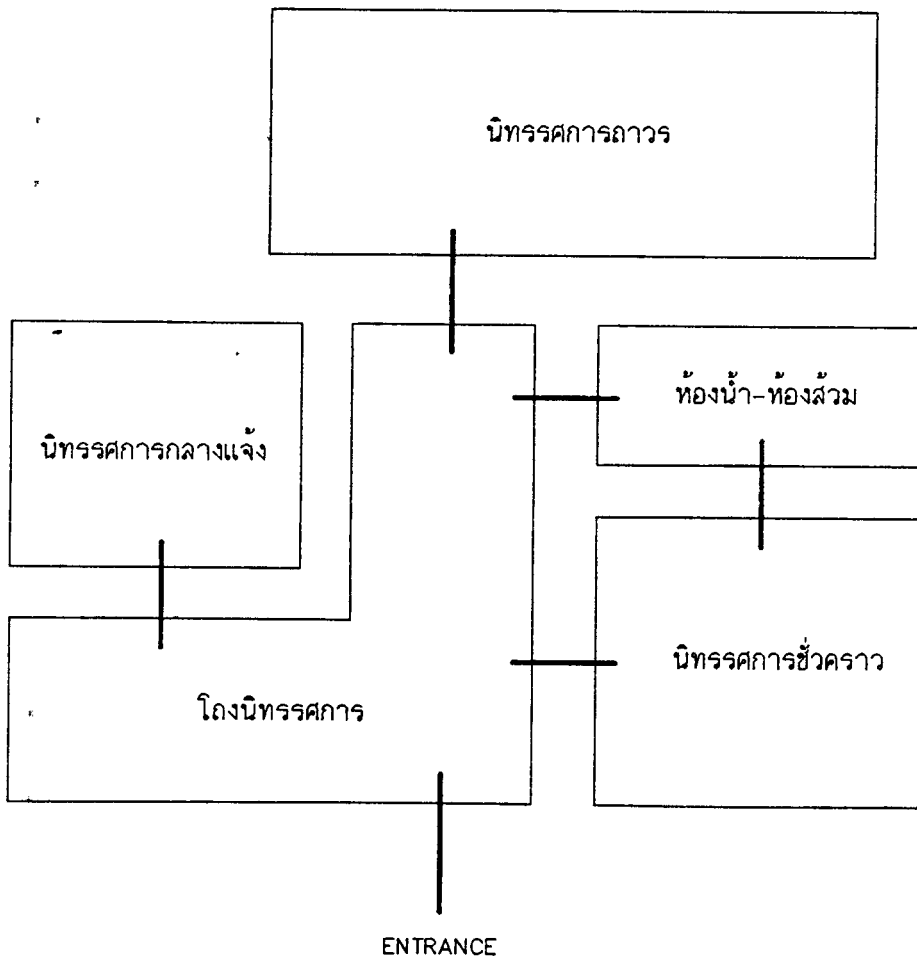 นิทรรศการถาวร
ห้องน้ำ-ห้องส้วม
นิทรรศการกลางแจ้ง
นิทรรศการชั่วคราว
โถงนิทรรศการ
ENTRANCE